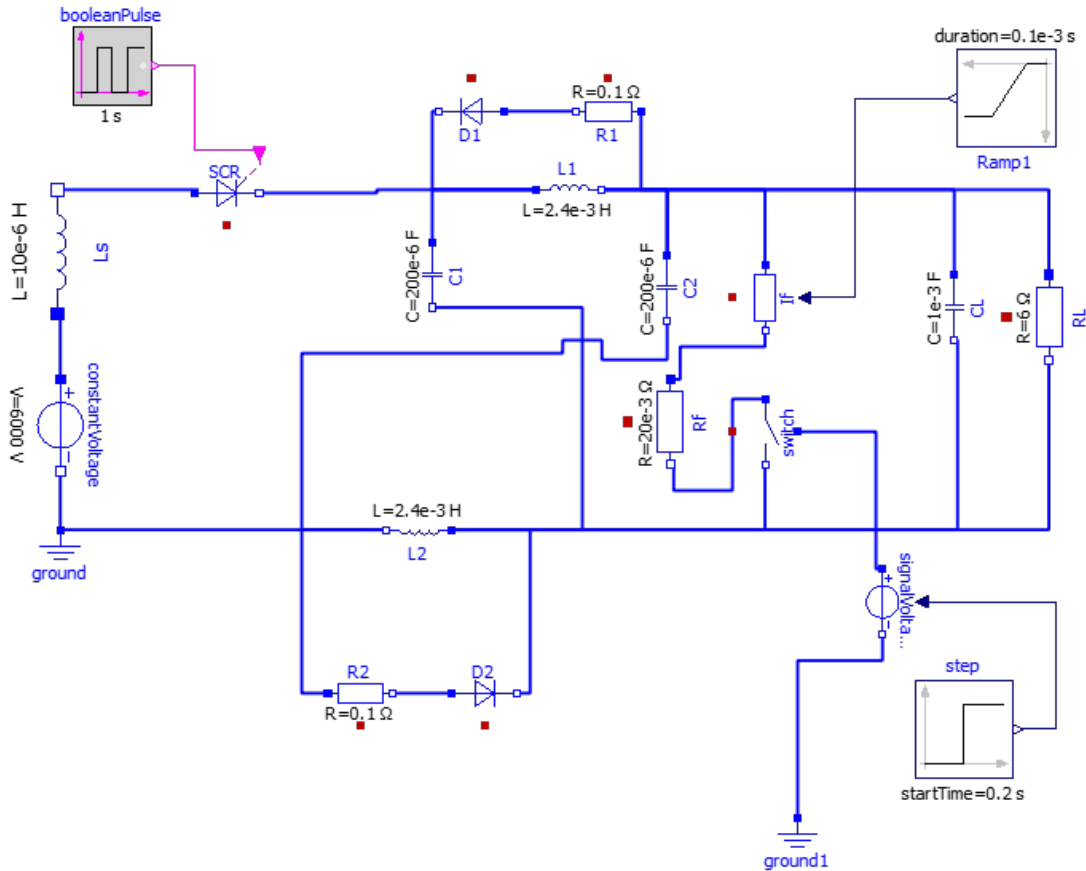 booleanPulse
1 s
duration=0.1e-3 s
Ramp1
R=0.1 Ω
D1
R1
SCR
L1
L=2.4e-3 H
L=10e-6 H
LS
C=200e-6 F
C1
C=200e-6 F
C2
If
C=1e-3 F
CL
R=6 Ω
RL
V=6000 V
constantVoltage
+
-
R=20e-3 Ω
Rf
switch
L=2.4e-3 H
L2
ground
signalVolta...
+
-
R2
D2
R=0.1 Ω
step
startTime=0.2 s
ground1